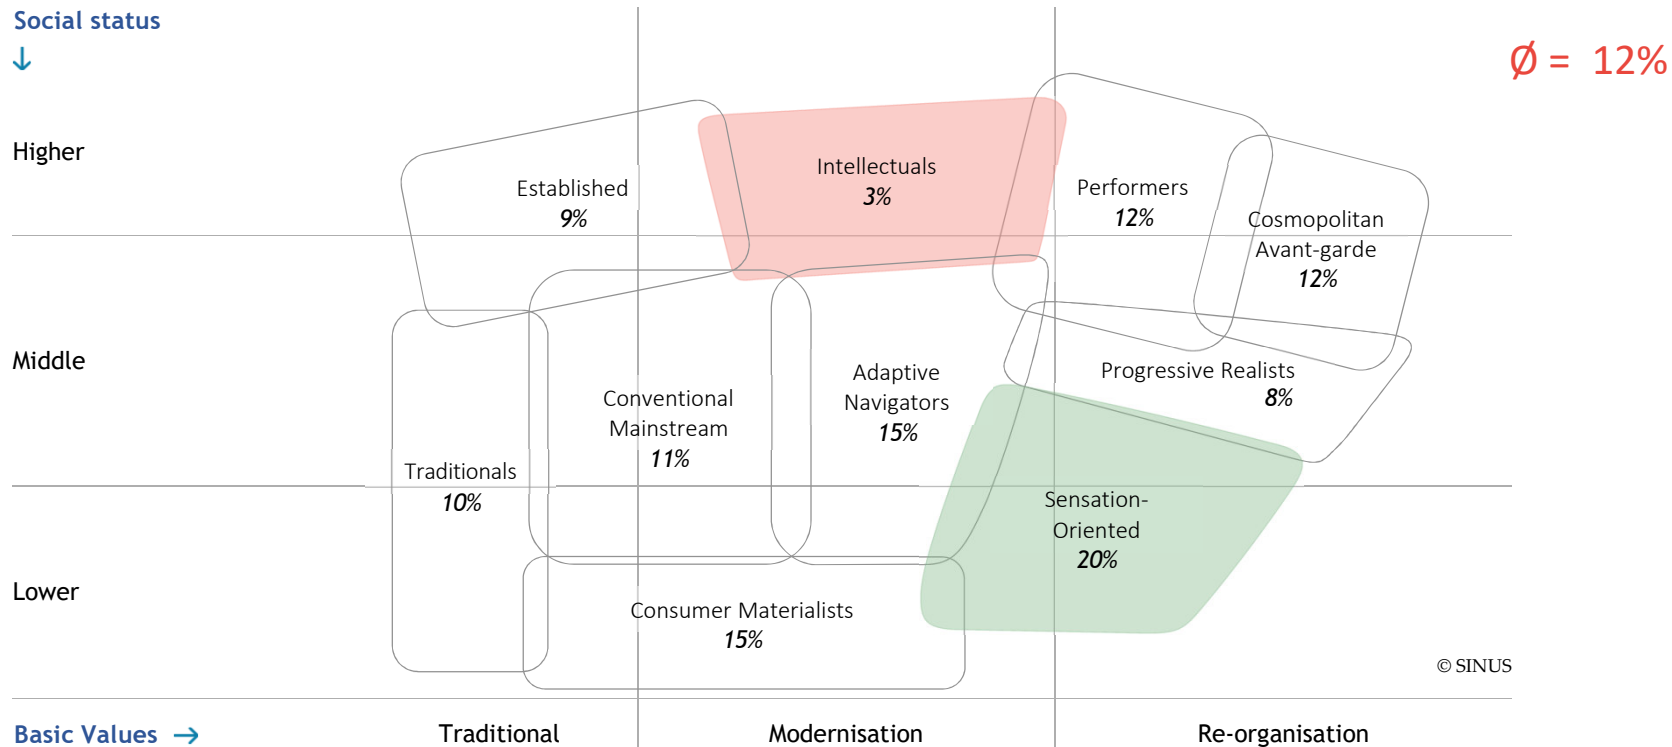 Social status
↓
Ø = 12%
Higher
Established
9%
Intellectuals
3%
Performers
12%
Cosmopolitan
Avant-garde
12%
Middle
Conventional
Mainstream
11%
Adaptive
Navigators
15%
Progressive Realists
8%
Traditionals
10%
Sensation-
Oriented
20%
Lower
Consumer Materialists
15%
© SINUS
Basic Values →
Traditional
Modernisation
Re-organisation